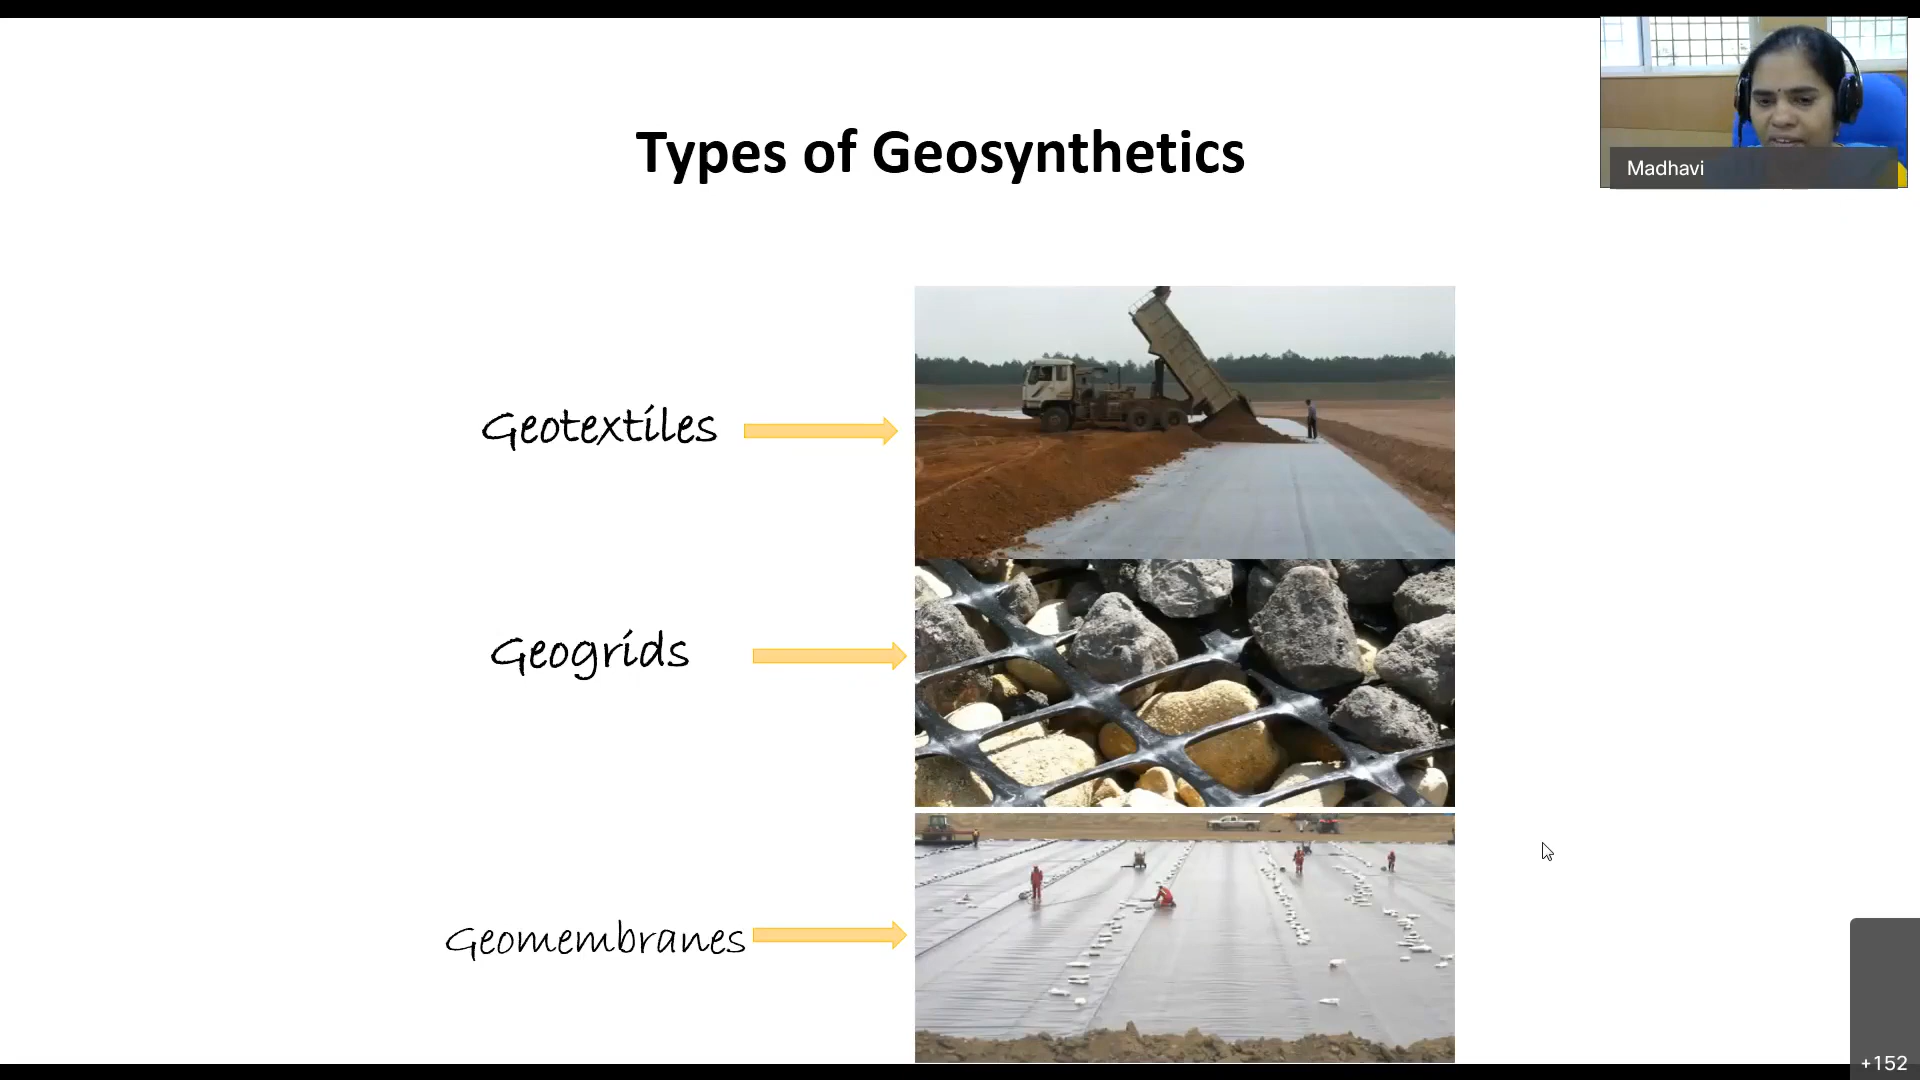 Types of Geosynthetics
Madhavi
Geotextiles
Geogrids
Geomembranes
+152